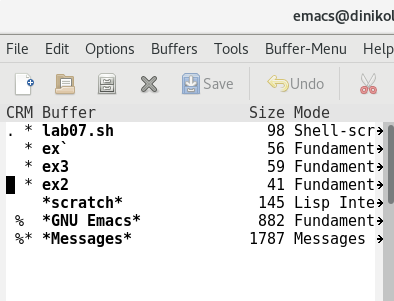 emacs@dinikol
File Edit Options Buffers Tools Buffer-Menu Help
Save Undo
CRM Buffer Size Mode
. * lab07.sh 98 Shell-scr
* ex` 56 Fundament
* ex3 59 Fundament
* ex2 41 Fundament
*scratch* 145 Lisp Inte
% *GNU Emacs* 882 Fundament
%* *Messages* 1787 Messages